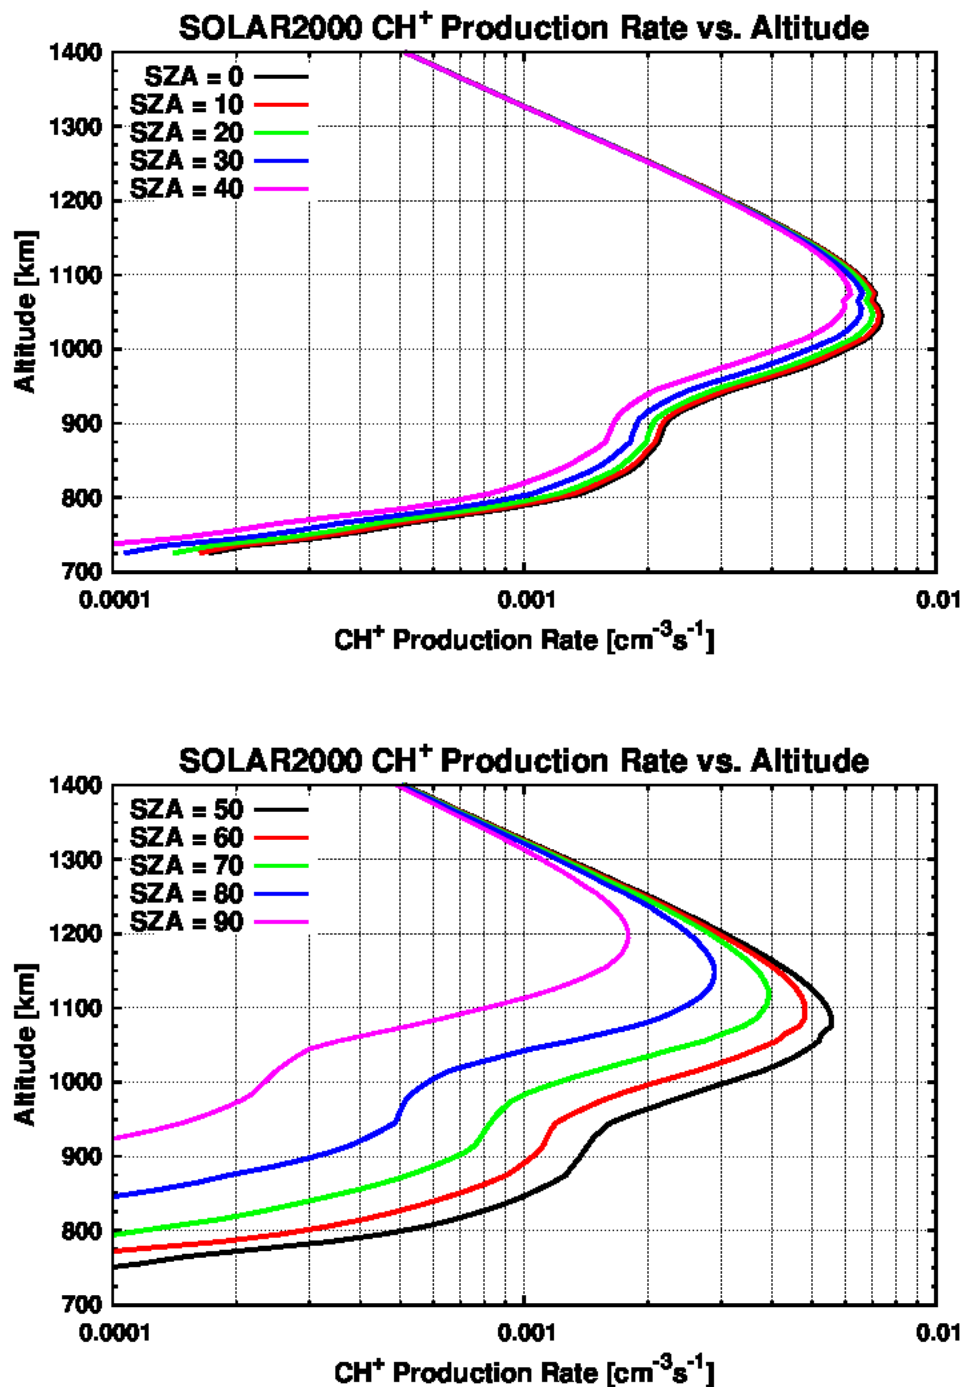 SOLAR2000 CH⁺ Production Rate vs. Altitude
1400
1300
1200
1100
1000
900
800
700
Altitude [km]
SZA = 0
SZA = 10
SZA = 20
SZA = 30
SZA = 40
0.0001
0.001
0.01
CH⁺ Production Rate [cm⁻³s⁻¹]
SOLAR2000 CH⁺ Production Rate vs. Altitude
1400
1300
1200
1100
1000
900
800
700
Altitude [km]
SZA = 50
SZA = 60
SZA = 70
SZA = 80
SZA = 90
0.0001
0.001
0.01
CH⁺ Production Rate [cm⁻³s⁻¹]